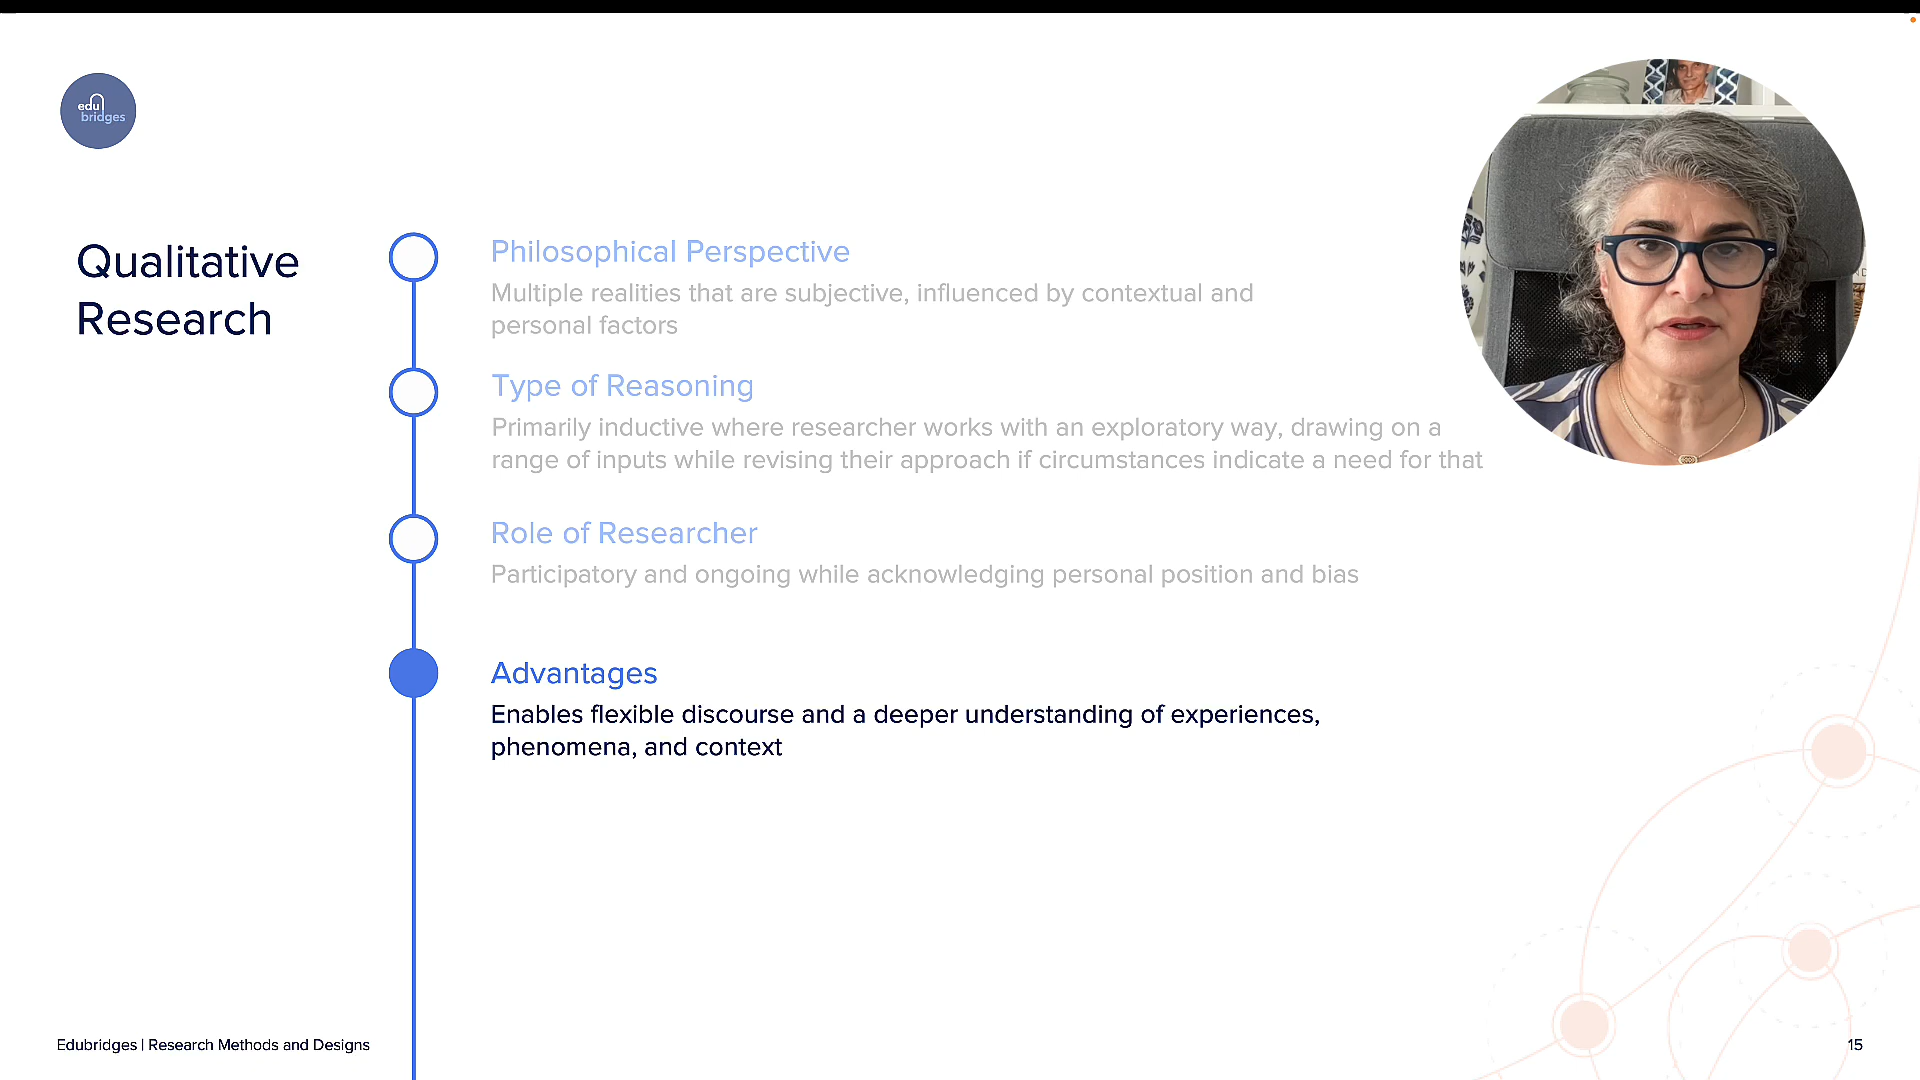 edu
bridges
Qualitative
Research
Philosophical Perspective
Multiple realities that are subjective, influenced by contextual and
personal factors
Type of Reasoning
Primarily inductive where researcher works with an exploratory way, drawing on a
range of inputs while revising their approach if circumstances indicate a need for that
Role of Researcher
Participatory and ongoing while acknowledging personal position and bias
Advantages
Enables flexible discourse and a deeper understanding of experiences,
phenomena, and context
Edubridges | Research Methods and Designs
15